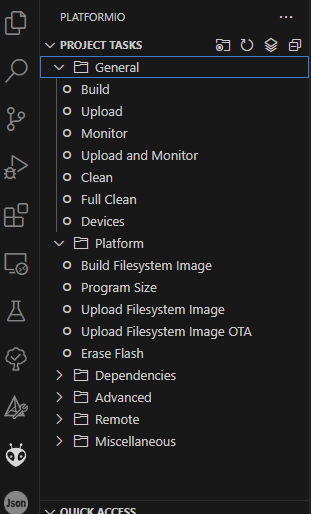 PLATFORMIO
PROJECT TASKS
General
Build
Upload
Monitor
Upload and Monitor
Clean
Full Clean
Devices
Platform
Build Filesystem Image
Program Size
Upload Filesystem Image
Upload Filesystem Image OTA
Erase Flash
Dependencies
Advanced
Remote
Miscellaneous
Json
QUICK ACCESS